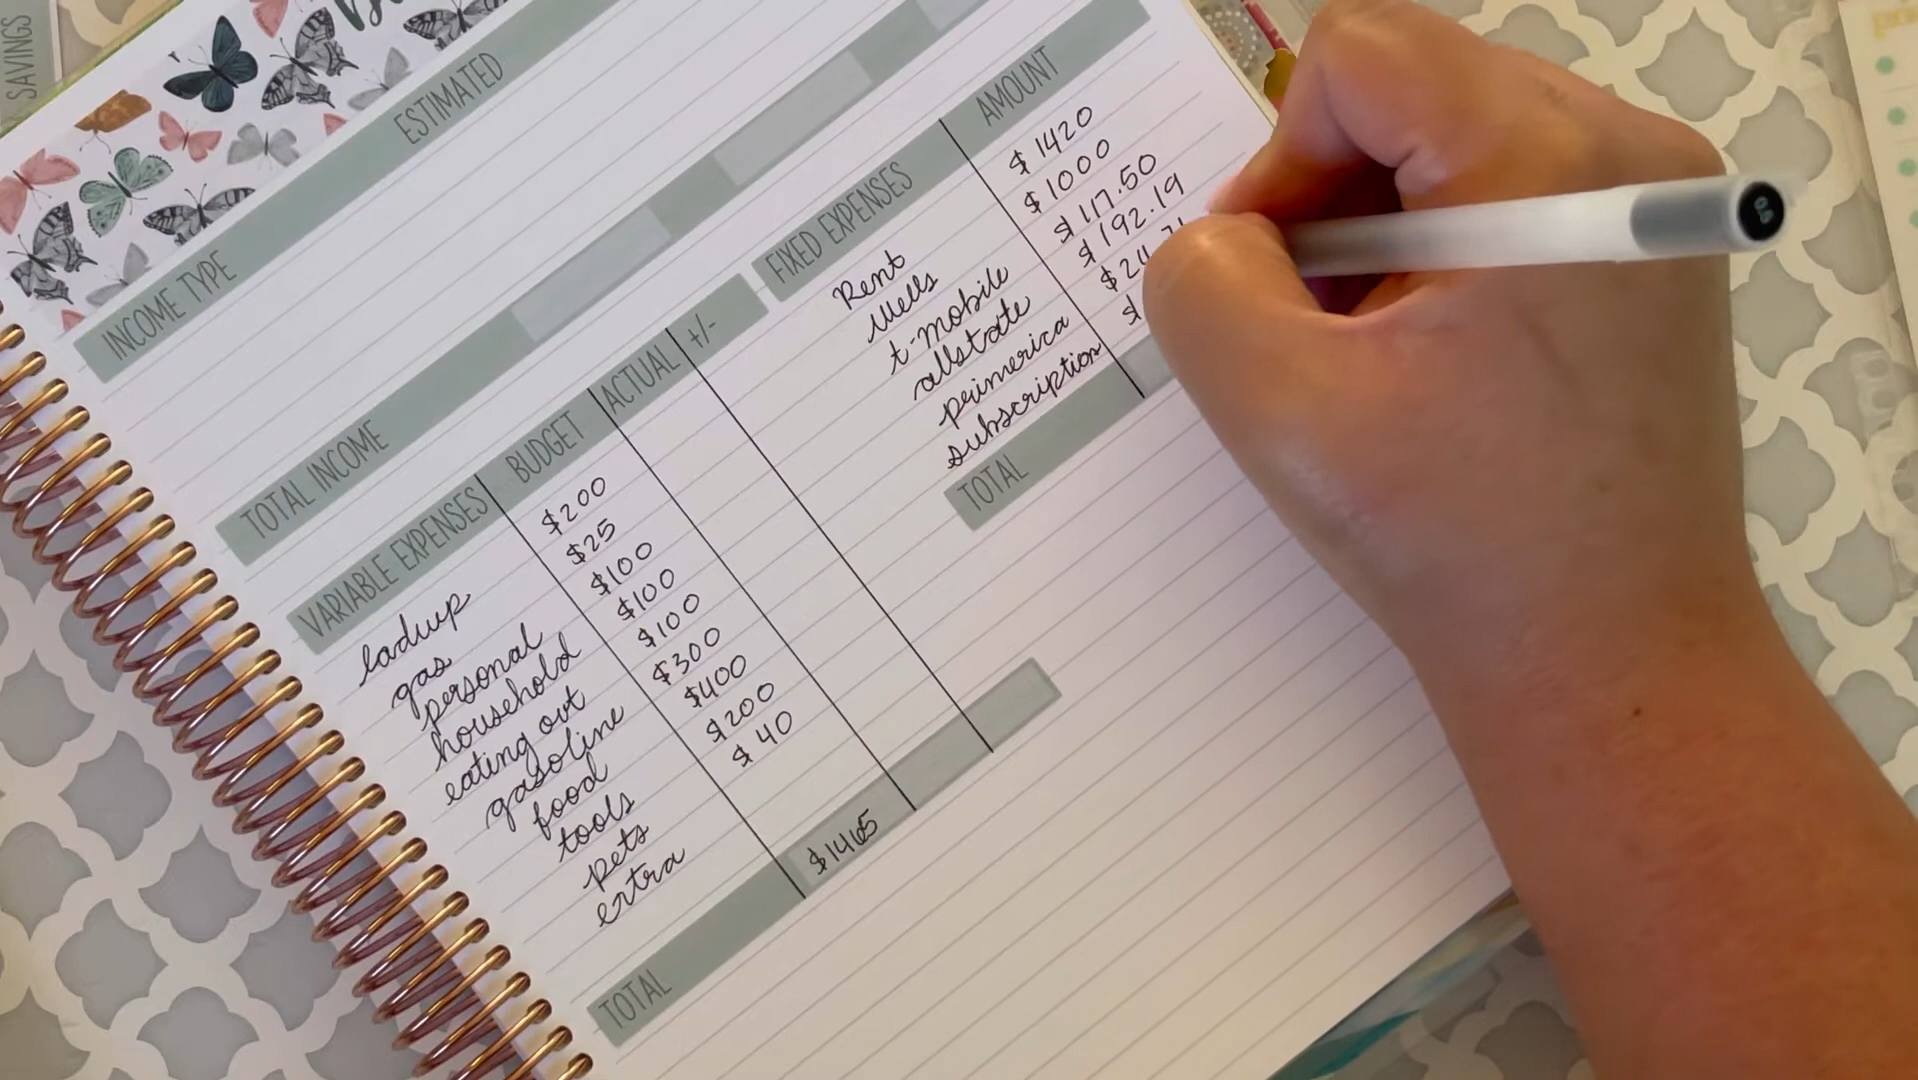 SAVINGS
INCOME TYPE ESTIMATED
TOTAL INCOME
VARIABLE EXPENSES BUDGET ACTUAL +/-
ladwp $200
gas $25
personal $100
household $100
eating out $100
gasoline $300
food $400
tools $200
pets $40
extra
TOTAL $1465
FIXED EXPENSES AMOUNT
Rent $1420
Wells $1000
t-mobile $117.50
allstate $192.19
primerica $
subscription $
TOTAL